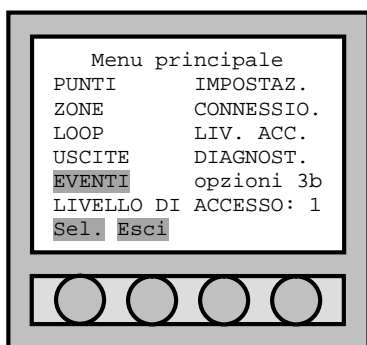 Menu principale
PUNTI IMPOSTAZ.
ZONE CONNESSIO.
LOOP LIV. ACC.
USCITE DIAGNOST.
EVENTI opzioni 3b
LIVELLO DI ACCESSO: 1
Sel. Esci